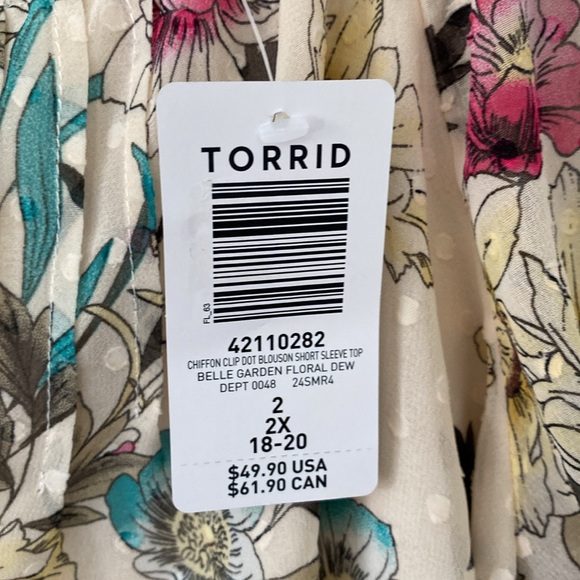 TORRID
FL_63
42110282
CHIFFON CLIP DOT BLOUSON SHORT SLEEVE TOP
BELLE GARDEN FLORAL DEW
DEPT 0048 24SMR4
2
2X
18-20
$49.90 USA
$61.90 CAN